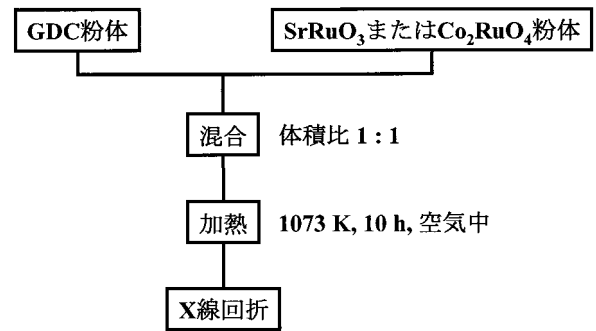 GDC粉体
SrRuO₃またはCo₂RuO₄粉体
混合 体積比 1 : 1
加熱 1073 K, 10 h, 空気中
X線回折